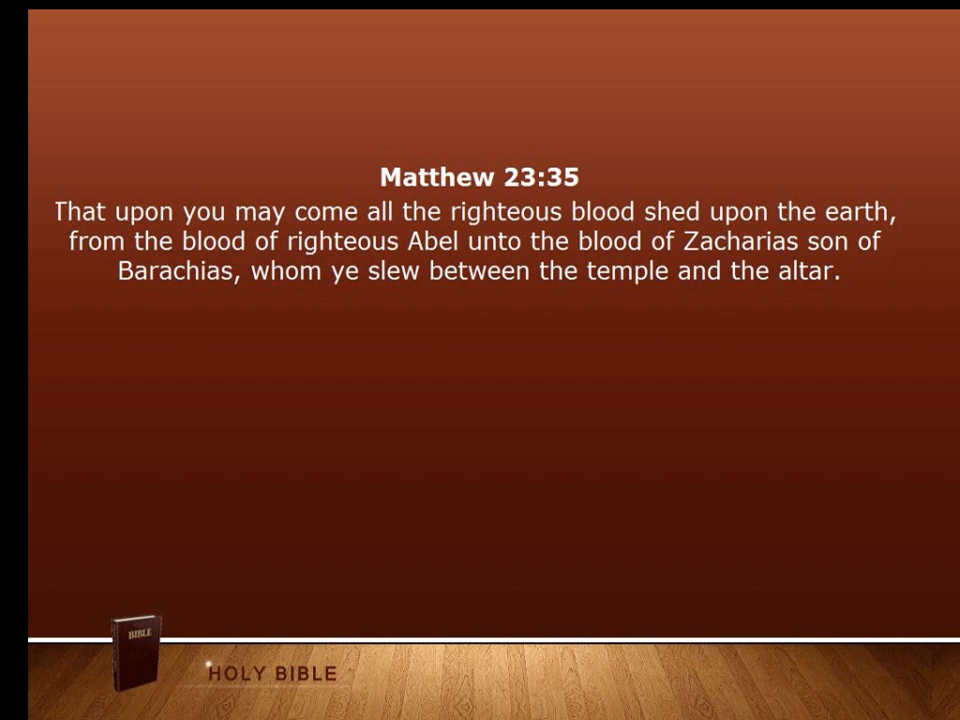 Matthew 23:35
That upon you may come all the righteous blood shed upon the earth,
from the blood of righteous Abel unto the blood of Zacharias son of
Barachias, whom ye slew between the temple and the altar.
BIBLE
HOLY BIBLE